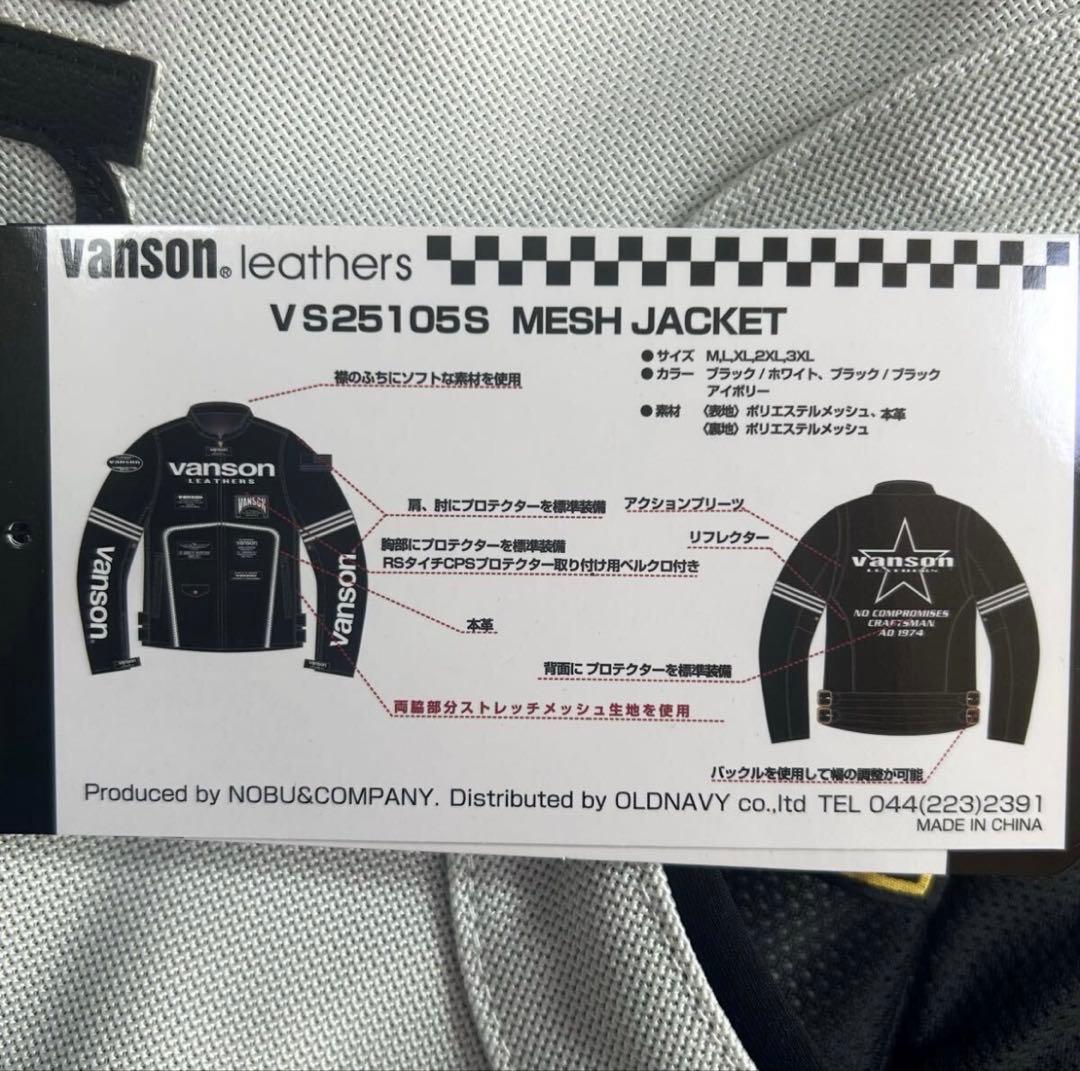 vanson® leathers
VS25105S MESH JACKET
●サイズ M,L,XL,2XL,3XL
●カラー ブラック/ホワイト、ブラック/ブラック
アイボリー
●素材 〈表地〉ポリエステルメッシュ、本革
〈裏地〉ポリエステルメッシュ
襟のふちにソフトな素材を使用
肩、肘にプロテクターを標準装備
胸部にプロテクターを標準装備
RSタイチCPSプロテクター取り付け用ベルクロ付き
本革
両脇部分ストレッチメッシュ生地を使用
vanson
LEATHERS
VANSON
vanson.
vanson
アクションプリーツ
リフレクター
背面にプロテクターを標準装備
バックルを使用して幅の調整が可能
vanson
LEATHERS
NO COMPROMISES
CRAFTSMAN
AD 1974
Produced by NOBU&COMPANY. Distributed by OLDNAVY co.,ltd TEL 044(223)2391
MADE IN CHINA